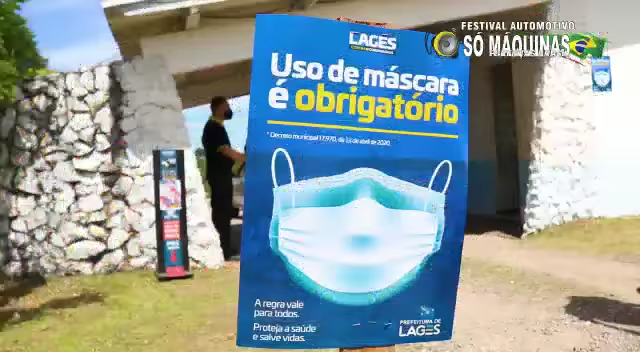 FESTIVAL AUTOMOTIVO
SÓ MÁQUINAS
LAGES
Uso de máscara
é obrigatório
A regra vale
para todos.
Proteja a saúde
e salve vidas.
PREFEITURA DE
LAGES